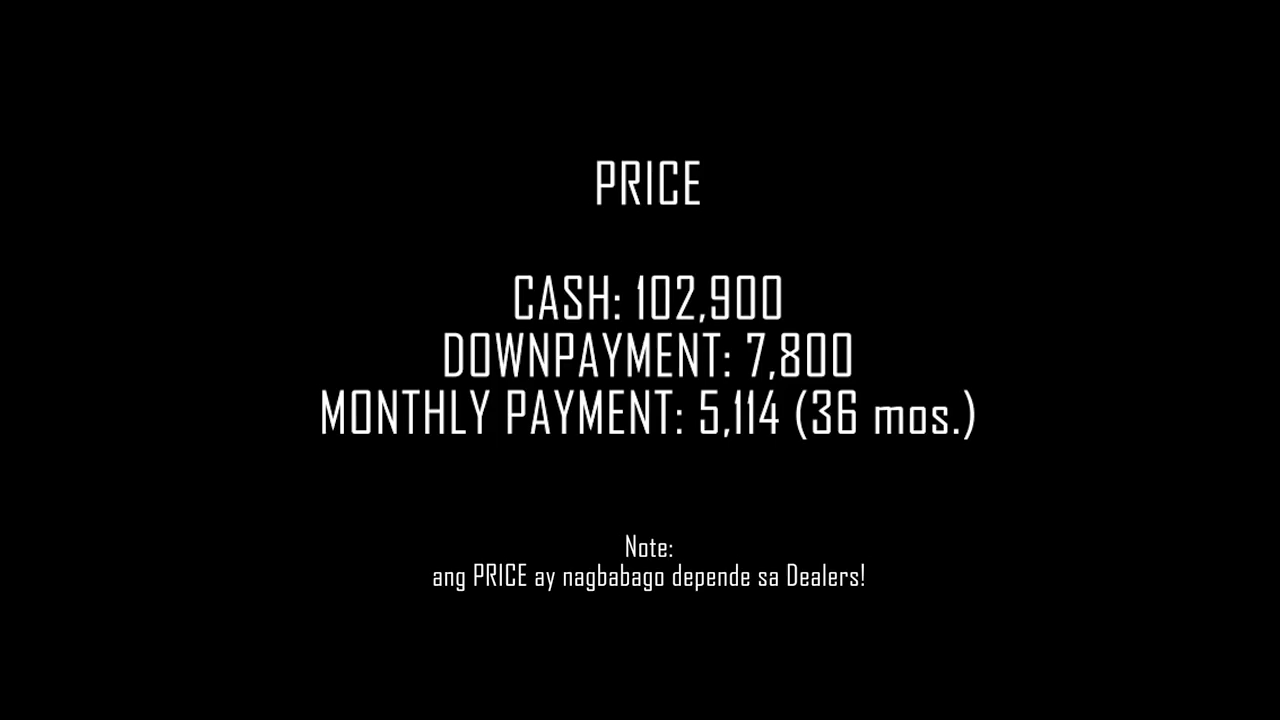 PRICE
CASH: 102,900
DOWNPAYMENT: 7,800
MONTHLY PAYMENT: 5,114 (36 mos.)
Note:
ang PRICE ay nagbabago depende sa Dealers!